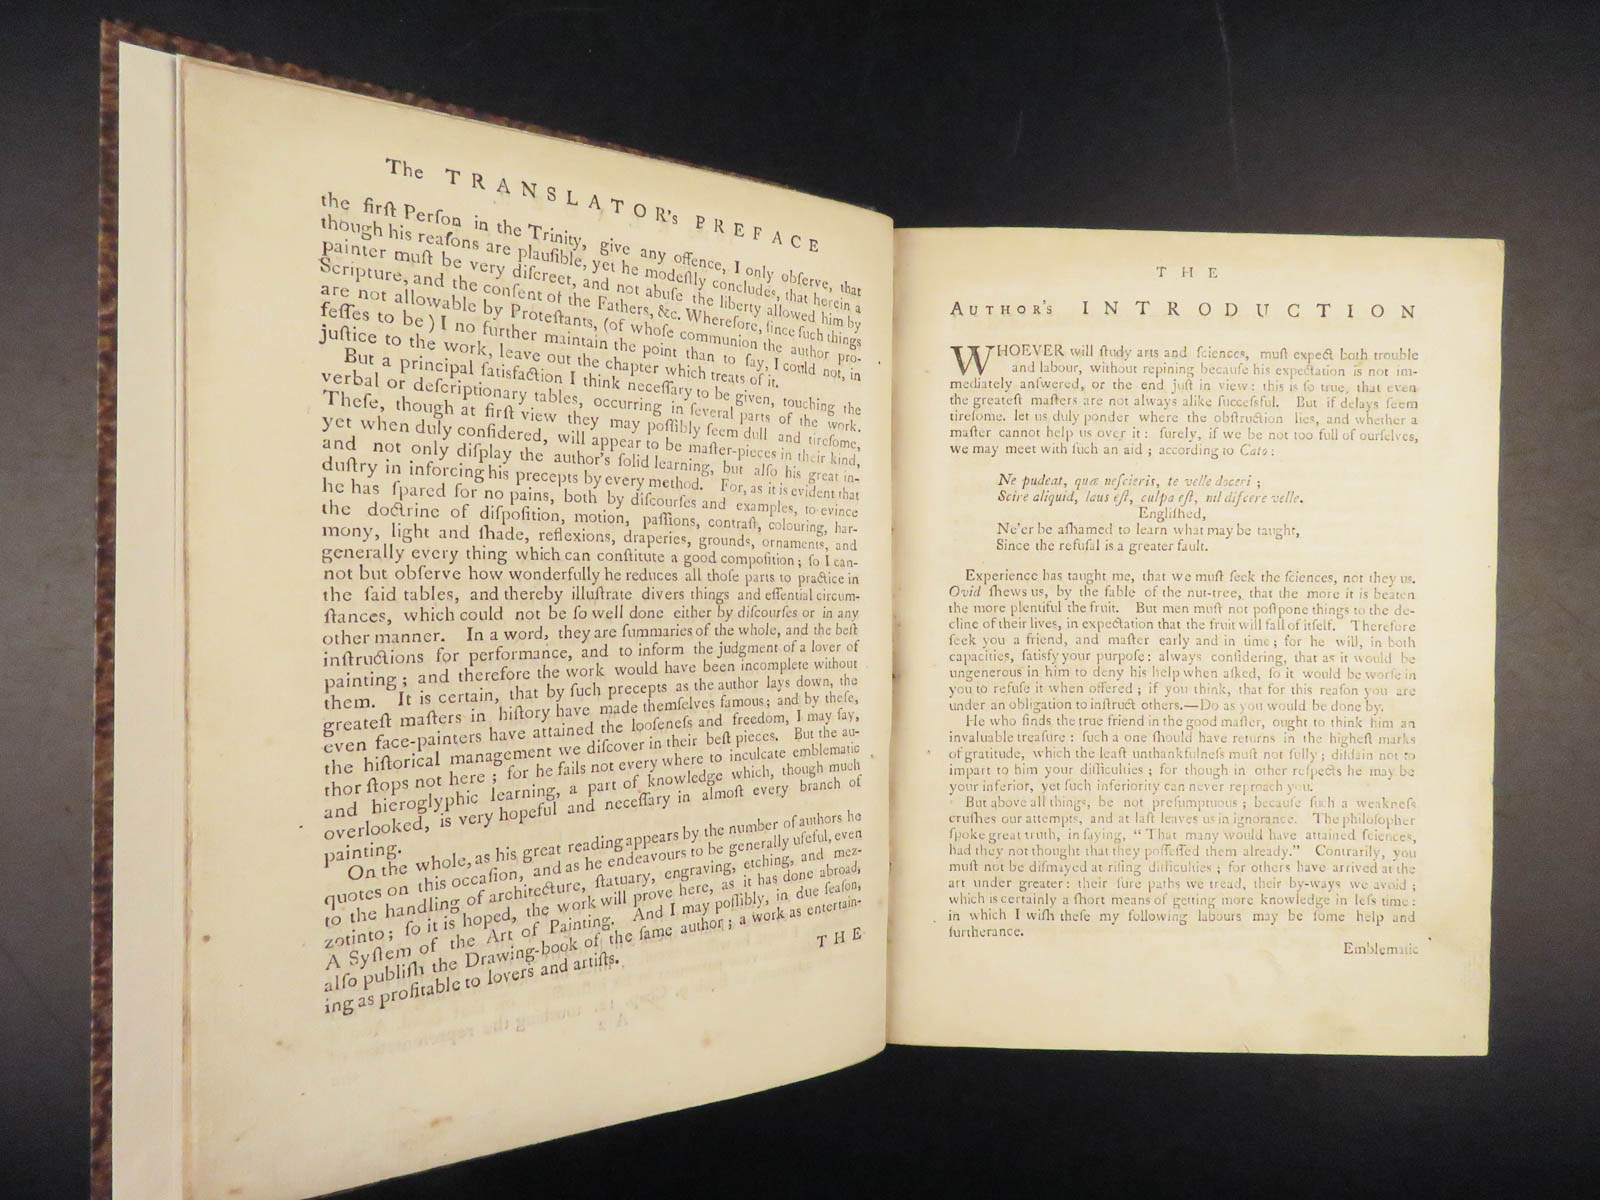 The TRANSLATOR's PREFACE
the firſt Perſon in the Trinity, give any offence, I only obſerve, that
though his reaſons are plauſible, yet he modeſtly concludes, that herein a
painter muſt be very diſcreet, and not abuſe the liberty allowed him by
Scripture, and the conſent of the Fathers, &c. Wherefore, ſince ſuch things
are not allowable by Proteſtants, (of whoſe communion the author pro-
feſſes to be) I no further maintain the point than to ſay, I could not, in
juſtice to the work, leave out the chapter which treats of it.
But a principal ſatisfaction I think neceſſary to be given, touching the
verbal or deſcriptionary tables, occurring in ſeveral parts of the work.
Theſe, though at firſt view they may poſſibly ſeem dull and tireſome,
yet when duly conſidered, will appear to be maſter-pieces in their kind,
and not only diſplay the author's ſolid learning, but alſo his great in-
duſtry in inforcing his precepts by every method. For, as it is evident that
he has ſpared for no pains, both by diſcourſes and examples, to evince
the doctrine of diſpoſition, motion, paſſions, contraſt, colouring, har-
mony, light and ſhade, reflexions, draperies, grounds, ornaments, and
generally every thing which can conſtitute a good compoſition; ſo I can-
not but obſerve how wonderfully he reduces all thoſe parts to practice in
the ſaid tables, and thereby illuſtrate divers things and eſſential circum-
ſtances, which could not be ſo well done either by diſcourſes or in any
other manner. In a word, they are ſummaries of the whole, and the beſt
inſtructions for performance, and to inform the judgment of a lover of
painting; and therefore the work would have been incomplete without
them. It is certain, that by ſuch precepts as the author lays down, the
greateſt maſters in hiſtory have made themſelves famous; and by theſe,
even face-painters have attained the looſeneſs and freedom, I may ſay,
the hiſtorical management we diſcover in their beſt pieces. But the au-
thor ſtops not here; for he fails not every where to inculcate emblematic
and hieroglyphic learning, a part of knowledge which, though much
overlooked, is very hopeful and neceſſary in almoſt every branch of
painting.
On the whole, as his great reading appears by the number of authors he
quotes on this occaſion, and as he endeavours to be generally uſeful, even
to the handling of architecture, ſtatuary, engraving, etching, and mez-
zotinto; ſo it is hoped, the work will prove here, as it has done abroad,
A Syſtem of the Art of Painting. And I may poſſibly, in due ſeaſon,
alſo publiſh the Drawing-book of the ſame author; a work as entertain-
ing as profitable to lovers and artiſts.
THE
THE
AUTHOR'S INTRODUCTION
WHOEVER will ſtudy arts and ſciences, muſt expect both trouble
and labour, without repining becauſe his expectation is not im-
mediately anſwered, or the end juſt in view: this is ſo true, that even
the greateſt maſters are not always alike ſucceſsful. But if delays ſeem
tireſome. let us duly ponder where the obſtruction lies, and whether a
maſter cannot help us over it: ſurely, if we be not too full of ourſelves,
we may meet with ſuch an aid; according to Cato:
Ne pudeat, quæ neſcieris, te velle doceri;
Scire aliquid, laus eſt, culpa eſt, nil diſcere velle.
Engliſhed,
Ne'er be aſhamed to learn what may be taught,
Since the refuſal is a greater fault.
Experience has taught me, that we muſt ſeek the ſciences, not they us.
Ovid ſhews us, by the fable of the nut-tree, that the more it is beaten
the more plentiful the fruit. But men muſt not poſtpone things to the de-
cline of their lives, in expectation that the fruit will fall of itſelf. Therefore
ſeek you a friend, and maſter early and in time; for he will, in both
capacities, ſatisfy your purpoſe: always conſidering, that as it would be
ungenerous in him to deny his help when aſked, ſo it would be worſe in
you to refuſe it when offered; if you think, that for this reaſon you are
under an obligation to inſtruct others.—Do as you would be done by.
He who finds the true friend in the good maſter, ought to think him an
invaluable treaſure: ſuch a one ſhould have returns in the higheſt marks
of gratitude, which the leaſt unthankfulneſs muſt not ſully; diſdain not to
impart to him your difficulties; for though in other reſpects he may be
your inferior, yet ſuch inferiority can never reproach you.
But above all things, be not preſumptuous; becauſe ſuch a weakneſs
cruſhes our attempts, and at laſt leaves us in ignorance. The philoſopher
ſpoke great truth, in ſaying, “ That many would have attained ſciences,
had they not thought that they poſſeſſed them already.” Contrarily, you
muſt not be diſmayed at riſing difficulties; for others have arrived at the
art under greater: their ſure paths we tread, their by-ways we avoid;
which is certainly a ſhort means of getting more knowledge in leſs time:
in which I wiſh theſe my following labours may be ſome help and
furtherance.
Emblematic